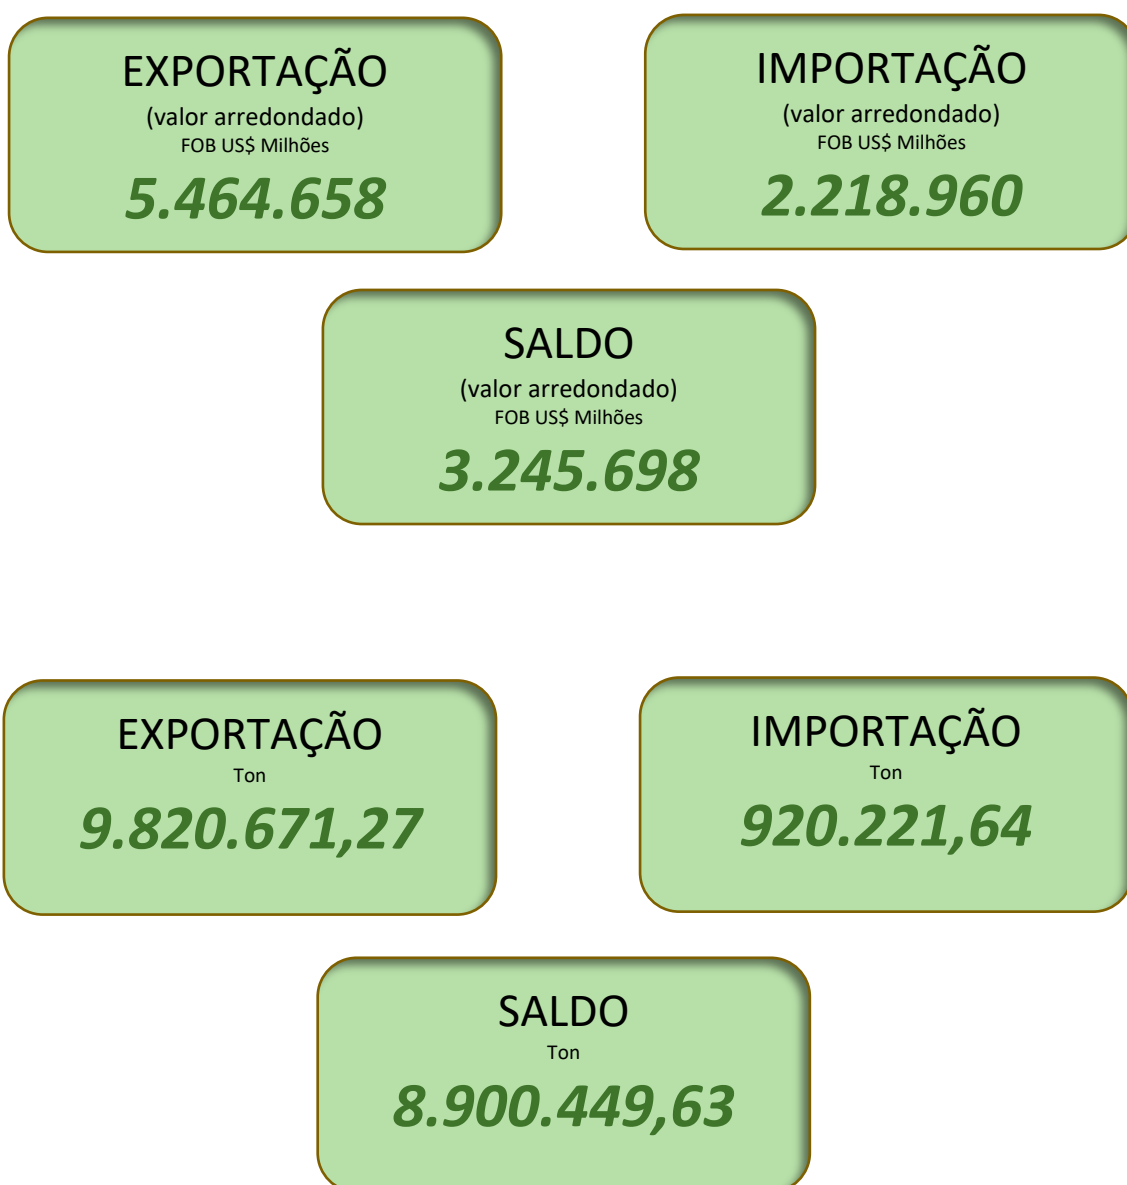 EXPORTAÇÃO
(valor arredondado)
FOB US$ Milhões
5.464.658
IMPORTAÇÃO
(valor arredondado)
FOB US$ Milhões
2.218.960
SALDO
(valor arredondado)
FOB US$ Milhões
3.245.698
EXPORTAÇÃO
Ton
9.820.671,27
IMPORTAÇÃO
Ton
920.221,64
SALDO
Ton
8.900.449,63